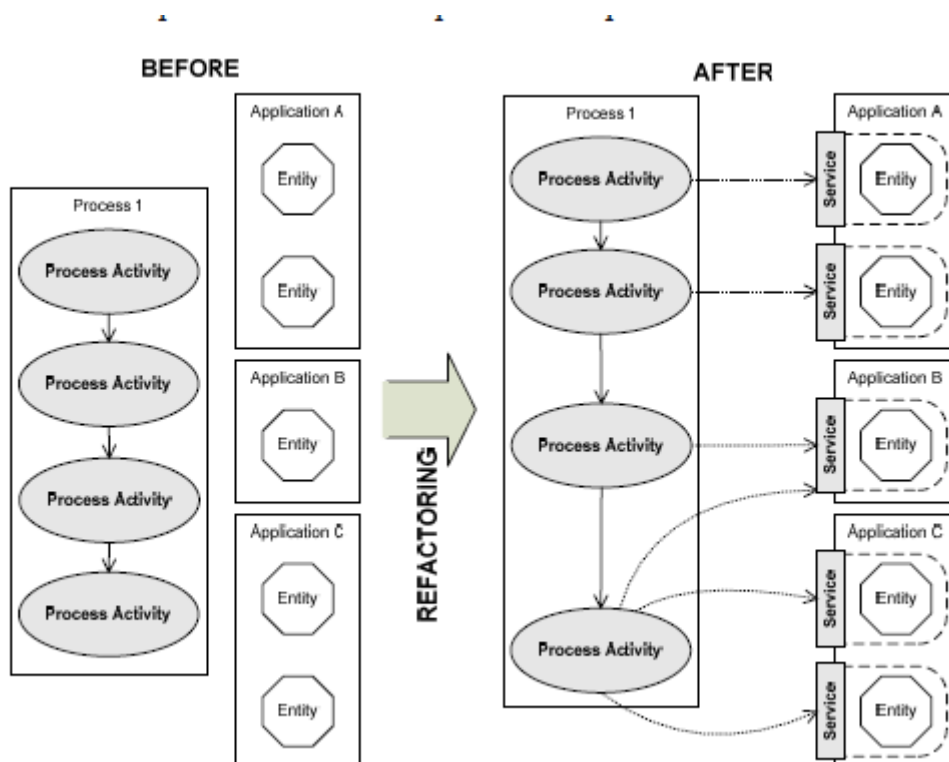 BEFORE
Application A
Entity
Entity
Process 1
Process Activity
Process Activity
Process Activity
Process Activity
Application B
Entity
Application C
Entity
Entity
REFACTORING
AFTER
Process 1
Process Activity
Process Activity
Process Activity
Process Activity
Application A
Service
Entity
Service
Entity
Application B
Service
Entity
Application C
Service
Entity
Service
Entity